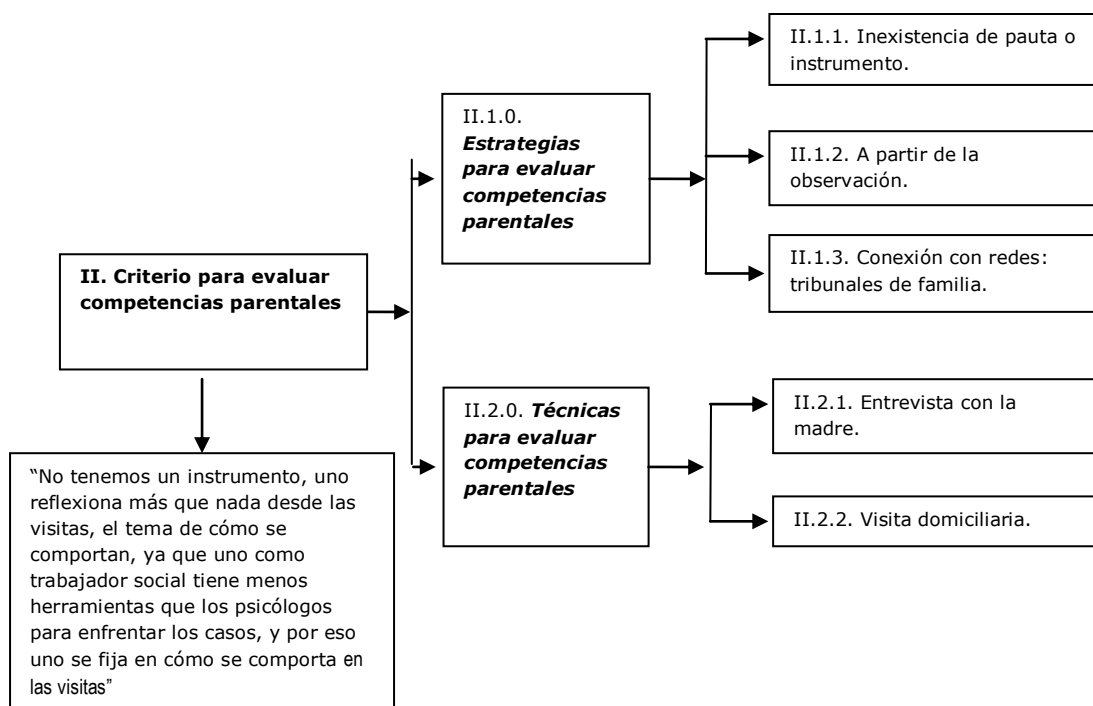 II. Criterio para evaluar
competencias parentales
“No tenemos un instrumento, uno
reflexiona más que nada desde las
visitas, el tema de cómo se
comportan, ya que uno como
trabajador social tiene menos
herramientas que los psicólogos
para enfrentar los casos, y por eso
uno se fija en cómo se comporta en
las visitas”
II.1.0.
Estrategias
para evaluar
competencias
parentales
II.1.1. Inexistencia de pauta o
instrumento.
II.1.2. A partir de la
observación.
II.1.3. Conexión con redes:
tribunales de familia.
II.2.0. Técnicas
para evaluar
competencias
parentales
II.2.1. Entrevista con la
madre.
II.2.2. Visita domiciliaria.